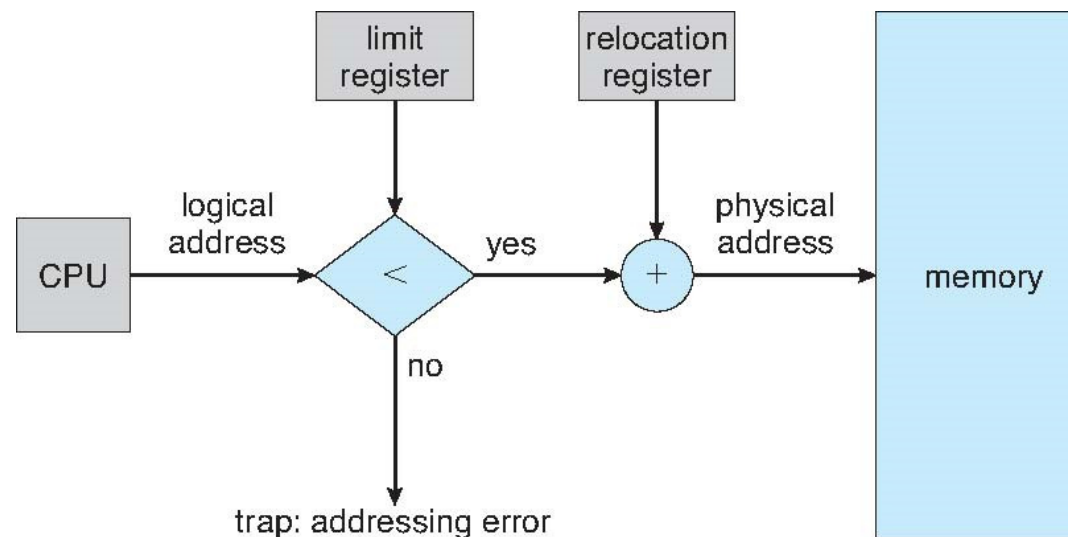 limit
register
relocation
register
logical
address
yes
physical
address
CPU
<
+
memory
no
trap: addressing error